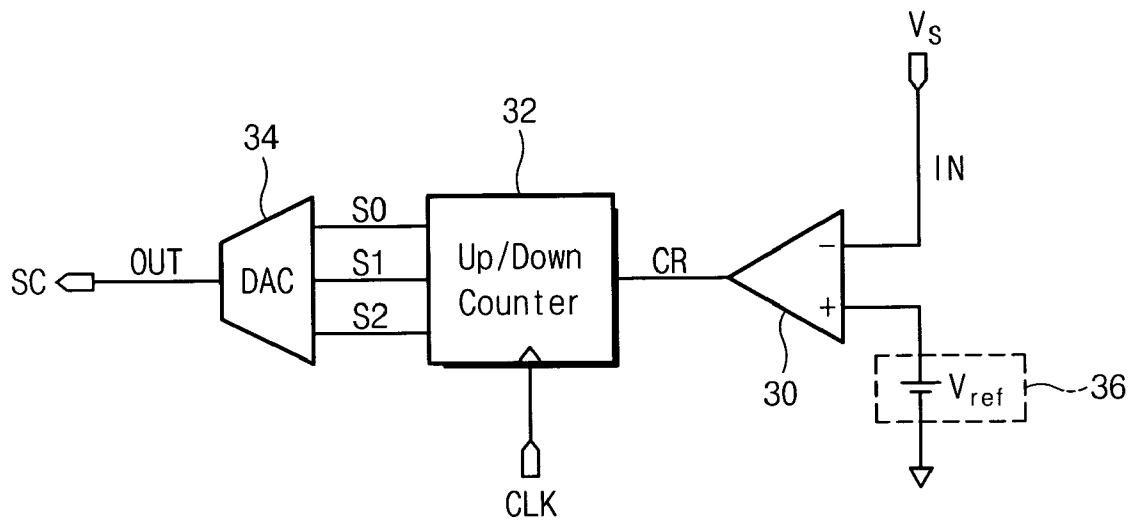 V_S
32
34
IN
S0
OUT
S1
DAC
Up/Down
Counter
CR
−
SC
S2
+
30
V_ref
36
CLK